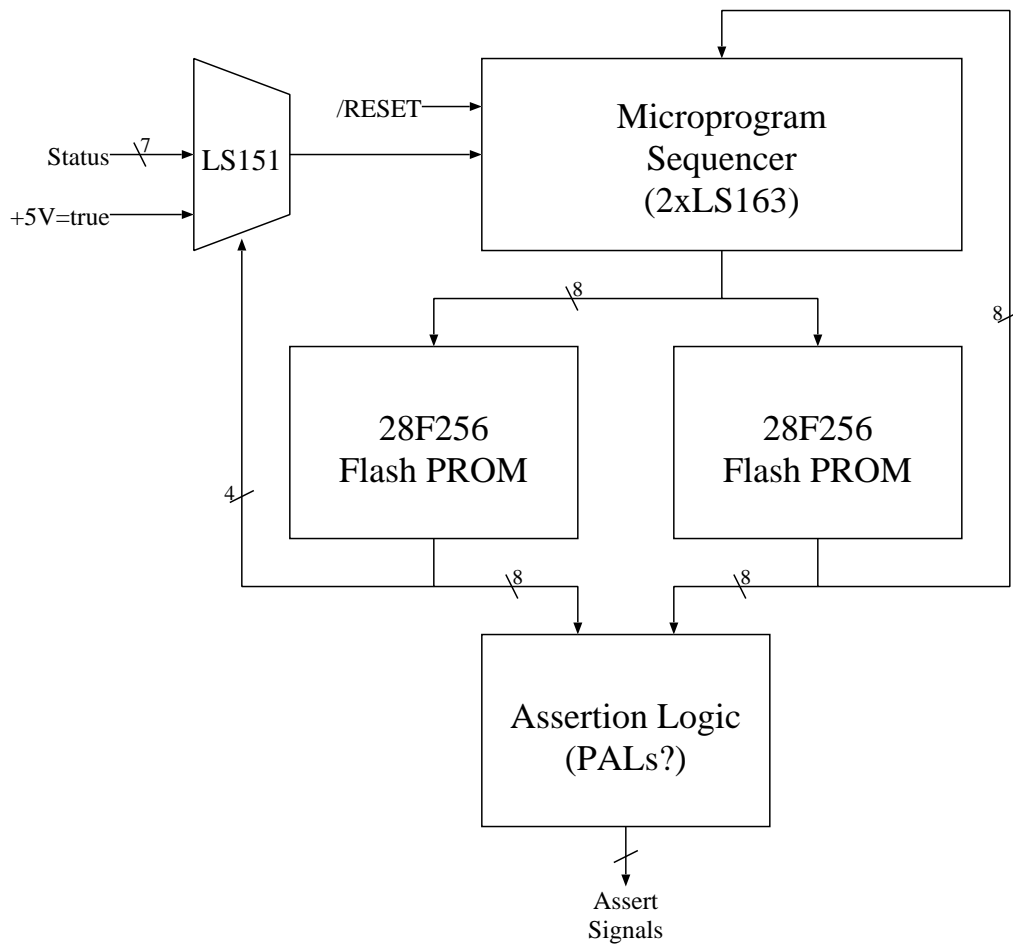 /RESET
Microprogram
Sequencer
(2xLS163)
7
Status
LS151
+5V=true
8
8
28F256
Flash PROM
28F256
Flash PROM
4
8
8
Assertion Logic
(PALs?)
Assert
Signals